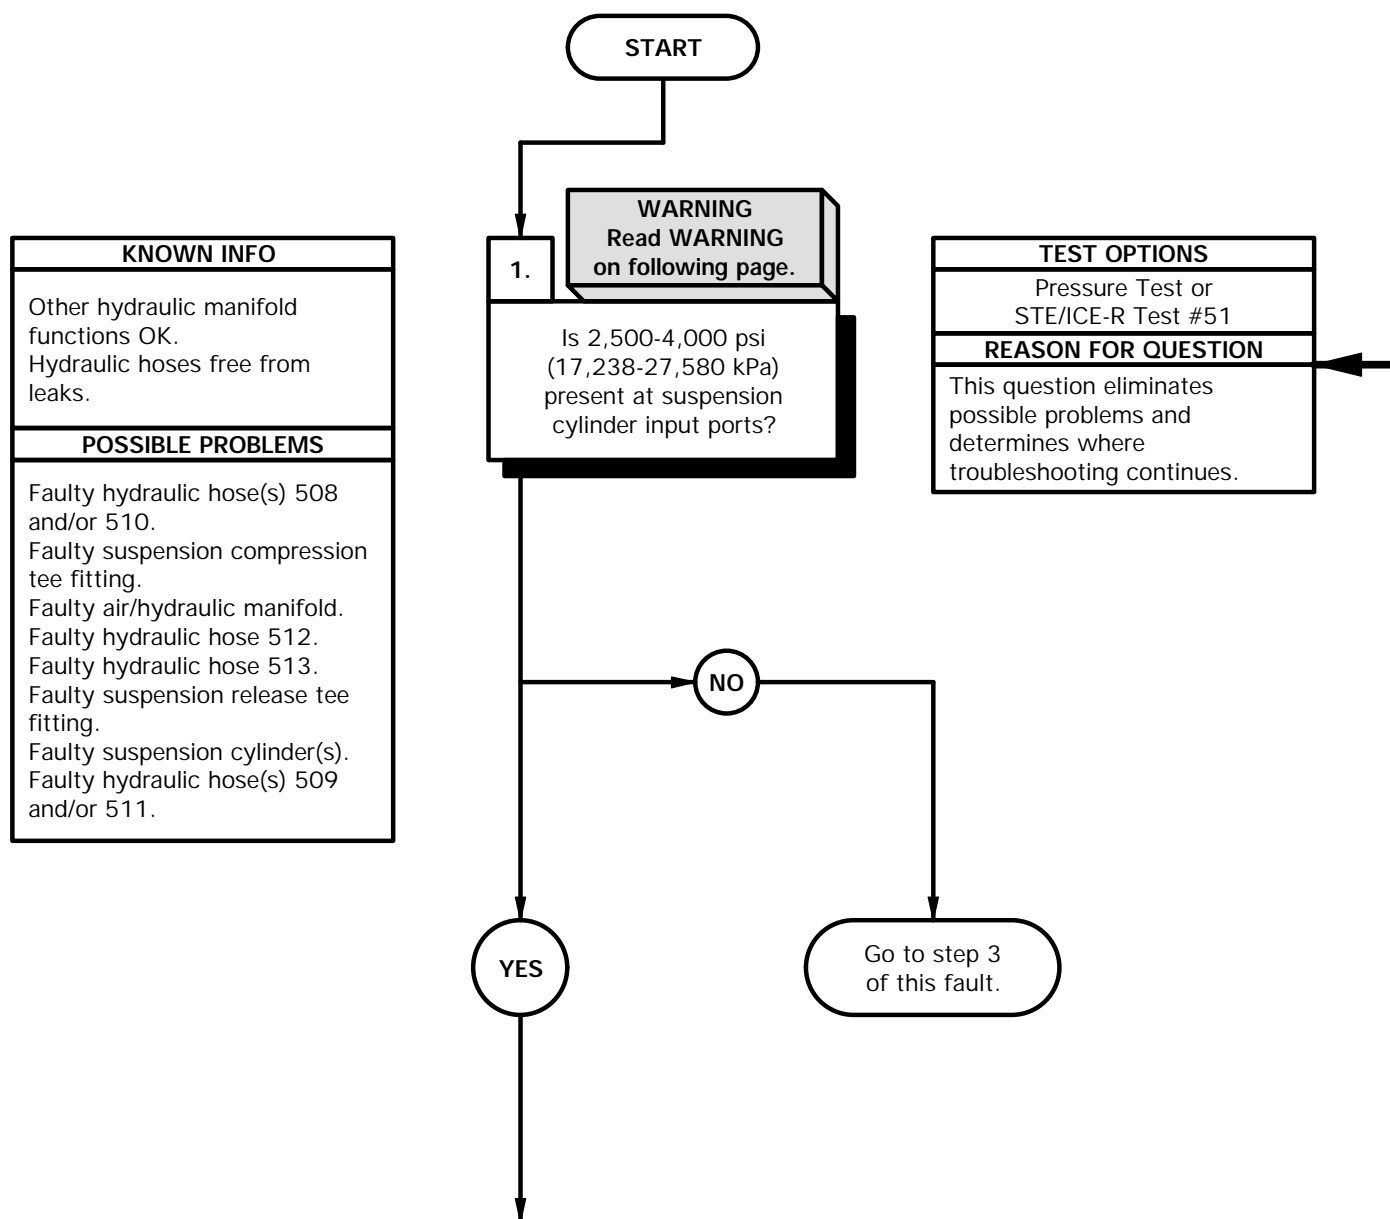 START
KNOWN INFO
Other hydraulic manifold
functions OK.
Hydraulic hoses free from
leaks.
POSSIBLE PROBLEMS
Faulty hydraulic hose(s) 508
and/or 510.
Faulty suspension compression
tee fitting.
Faulty air/hydraulic manifold.
Faulty hydraulic hose 512.
Faulty hydraulic hose 513.
Faulty suspension release tee
fitting.
Faulty suspension cylinder(s).
Faulty hydraulic hose(s) 509
and/or 511.
WARNING
Read WARNING
on following page.
1.
Is 2,500-4,000 psi
(17,238-27,580 kPa)
present at suspension
cylinder input ports?
TEST OPTIONS
Pressure Test or
STE/ICE-R Test #51
REASON FOR QUESTION
This question eliminates
possible problems and
determines where
troubleshooting continues.
NO
YES
Go to step 3
of this fault.